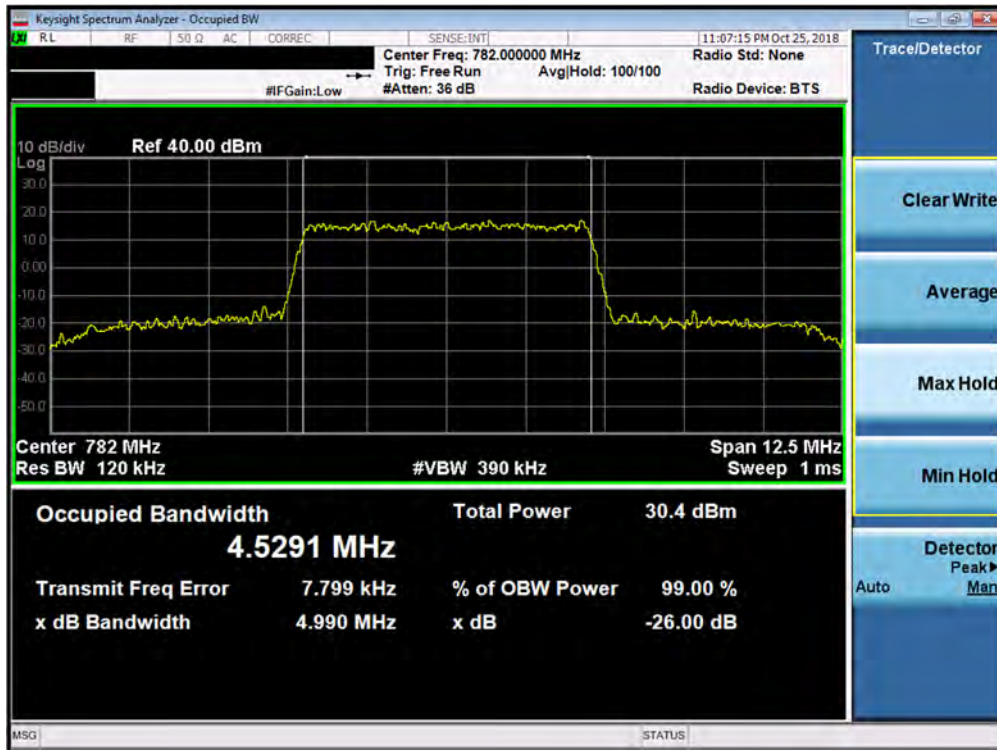 Keysight Spectrum Analyzer - Occupied BW
LXI RL RF 50 Ω AC CORREC SENSE:INT 11:07:15 PM Oct 25, 2018
Center Freq: 782.000000 MHz Radio Std: None
Trig: Free Run Avg|Hold: 100/100
#IFGain:Low #Atten: 36 dB Radio Device: BTS
10 dB/div Ref 40.00 dBm
Log
30.0
20.0
10.0
0.00
-10.0
-20.0
-30.0
-40.0
-50.0
Center 782 MHz Span 12.5 MHz
Res BW 120 kHz #VBW 390 kHz Sweep 1 ms
Occupied Bandwidth Total Power 30.4 dBm
4.5291 MHz
Transmit Freq Error 7.799 kHz % of OBW Power 99.00 %
x dB Bandwidth 4.990 MHz x dB -26.00 dB
MSG STATUS
Trace/Detector
Clear Write
Average
Max Hold
Min Hold
Detector
Peak▶
Auto Man